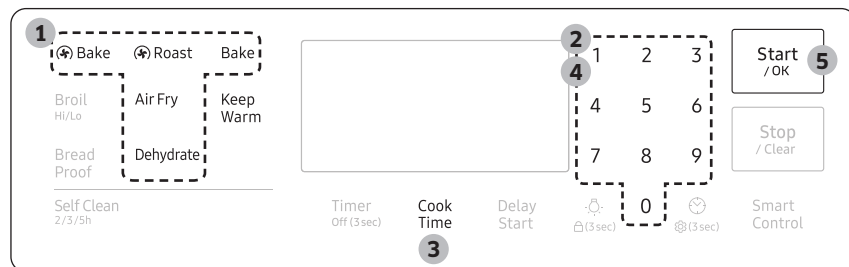 1
Bake Roast Bake
Broil
Hi/Lo
Air Fry
Keep
Warm
Bread
Proof
Dehydrate
Self Clean
2/3/5h
2
4
1 2 3
4 5 6
7 8 9
0
Start
/ OK
5
Stop
/ Clear
Timer
Off (3 sec)
Cook
Time
3
Delay
Start
(3 sec)
(3 sec)
Smart
Control